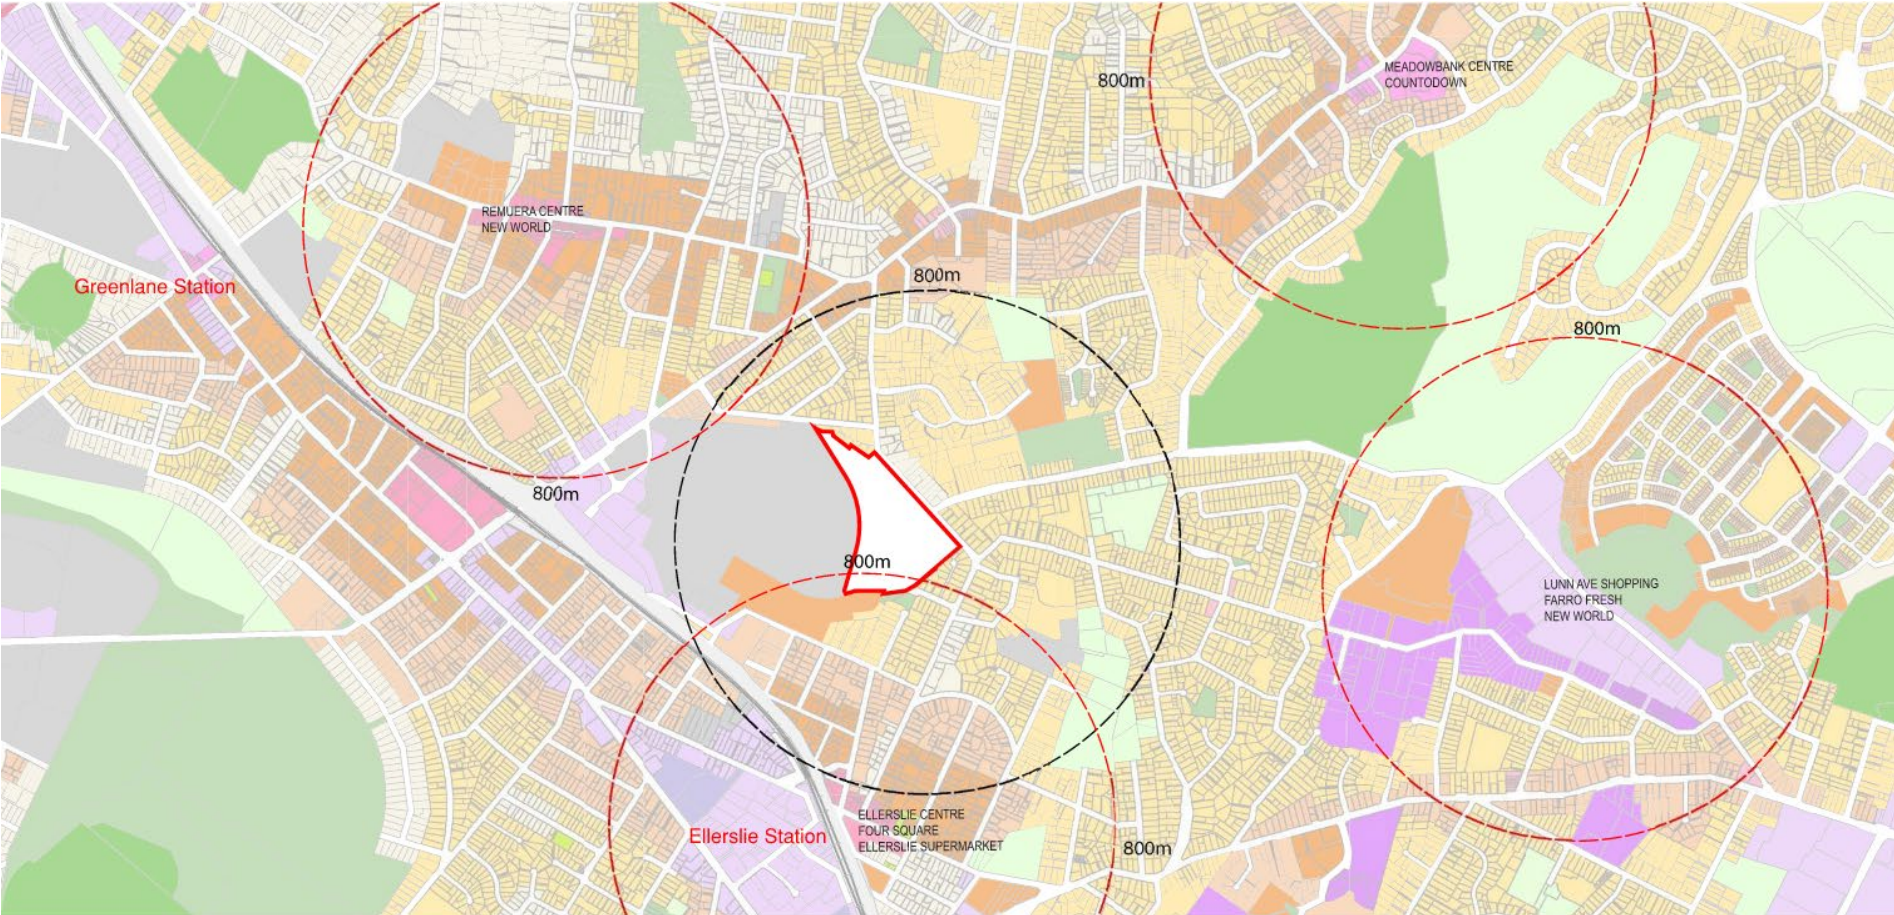 MEADOWBANK CENTRE
COUNTODOWN
800m
REMUERA CENTRE
NEW WORLD
800m
Greenlane Station
800m
800m
800m
LUNN AVE SHOPPING
FARRO FRESH
NEW WORLD
ELLERSLIE CENTRE
FOUR SQUARE
ELLERSLIE SUPERMARKET
Ellerslie Station
800m